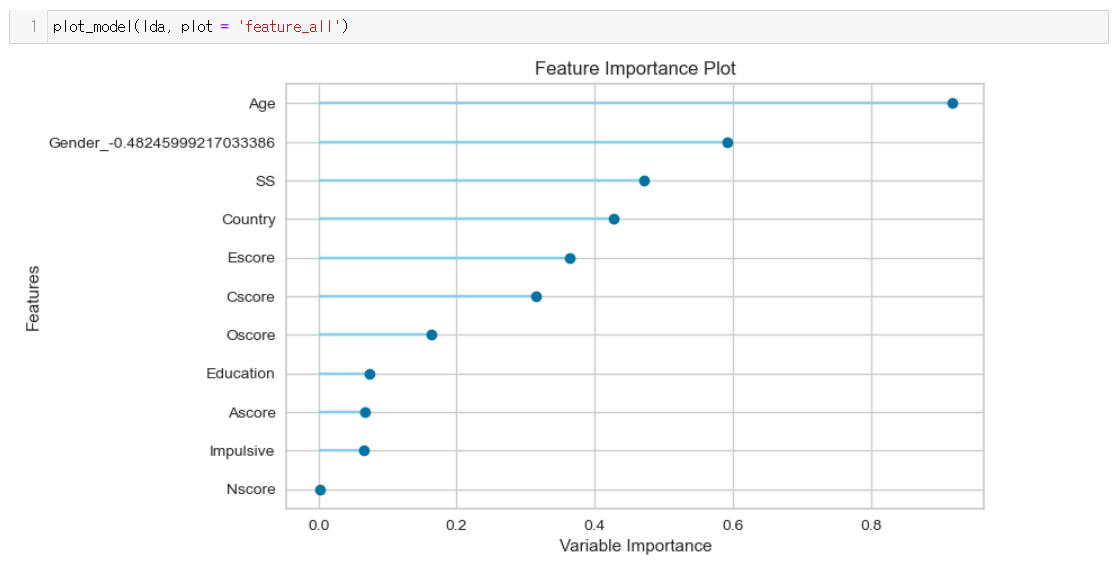 1 plot_model(lda, plot = 'feature_all')
Feature Importance Plot
Age
Gender_-0.48245999217033386
SS
Country
Escore
Cscore
Oscore
Education
Ascore
Impulsive
Nscore
Features
0.0 0.2 0.4 0.6 0.8
Variable Importance